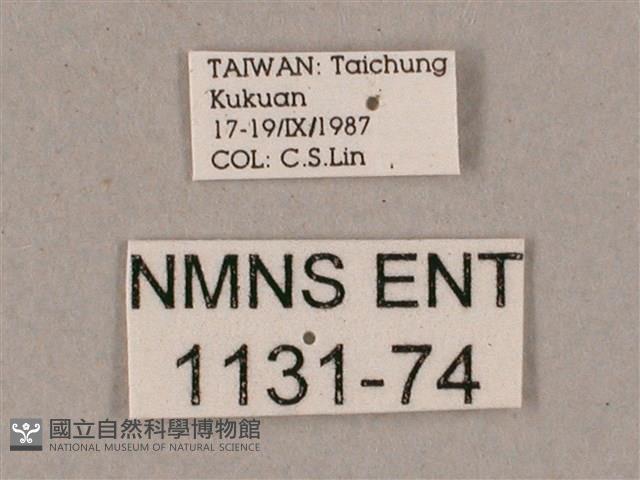 TAIWAN: Taichung
Kukuan
17-19/IX/1987
COL: C.S.Lin
NMNS ENT
1131-74
國立自然科學博物館
NATIONAL MUSEUM OF NATURAL SCIENCE